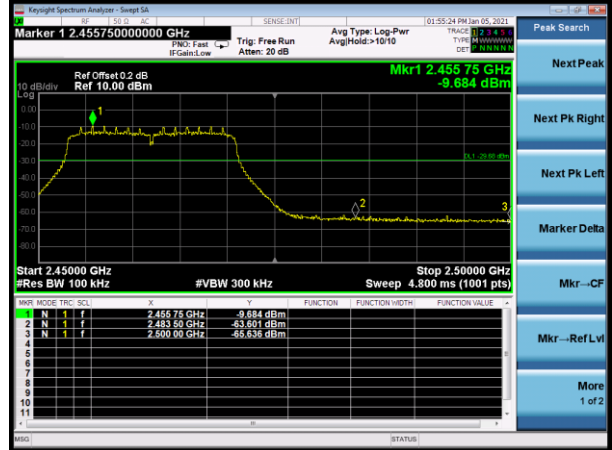 Keysight Spectrum Analyzer - Swept SA
RF 50 Ω AC SENSE:INT 01:55:24 PM Jan 05, 2021
Marker 1 2.455750000000 GHz Avg Type: Log-Pwr TRACE 1 2 3 4 5 6 Peak Search
PNO: Fast Trig: Free Run Avg|Hold:>10/10 TYPE M W W W W W
IFGain:Low Atten: 20 dB DET P N N N N N
Next Peak
Ref Offset 0.2 dB Mkr1 2.455 75 GHz
10 dB/div Ref 10.00 dBm -9.684 dBm
Log
0.00
1
-10.0
Next Pk Right
-20.0
-30.0 DL1 -29.68 dBm
Next Pk Left
-40.0
-50.0
2 3
-60.0
-70.0 Marker Delta
-80.0
Start 2.45000 GHz Stop 2.50000 GHz
#Res BW 100 kHz #VBW 300 kHz Sweep 4.800 ms (1001 pts)
Mkr→CF
MKR MODE TRC SCL X Y FUNCTION FUNCTION WIDTH FUNCTION VALUE
1 N 1 f 2.455 75 GHz -9.684 dBm
2 N 1 f 2.483 50 GHz -63.601 dBm
3 N 1 f 2.500 00 GHz -65.636 dBm
4
Mkr→Ref Lvl
5
6
7
8
9
More
1 of 2
10
11
MSG STATUS